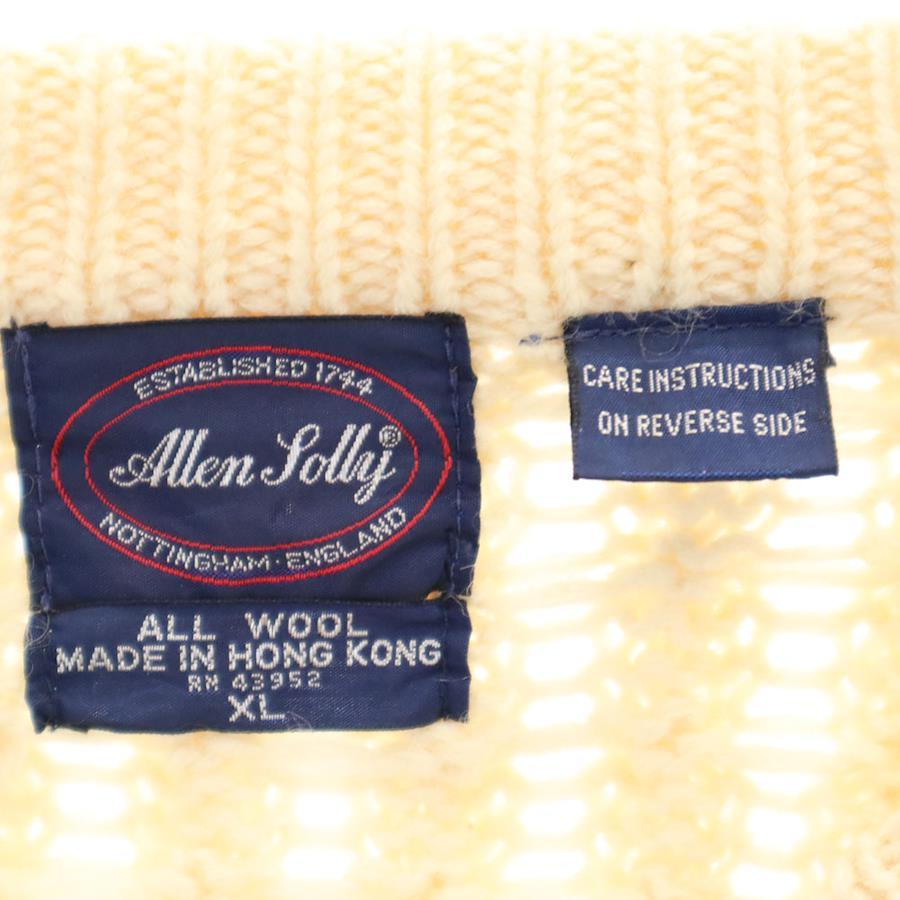 ESTABLISHED 1744
Allen Solly®
NOTTINGHAM · ENGLAND
ALL WOOL
MADE IN HONG KONG
RM 43952
XL
CARE INSTRUCTIONS
ON REVERSE SIDE